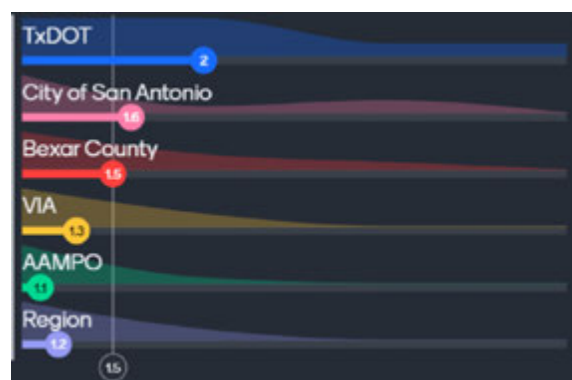 TxDOT
2
City of San Antonio
1.6
Bexar County
1.5
VIA
1.3
AAMPO
1.1
Region
1.2
1.5